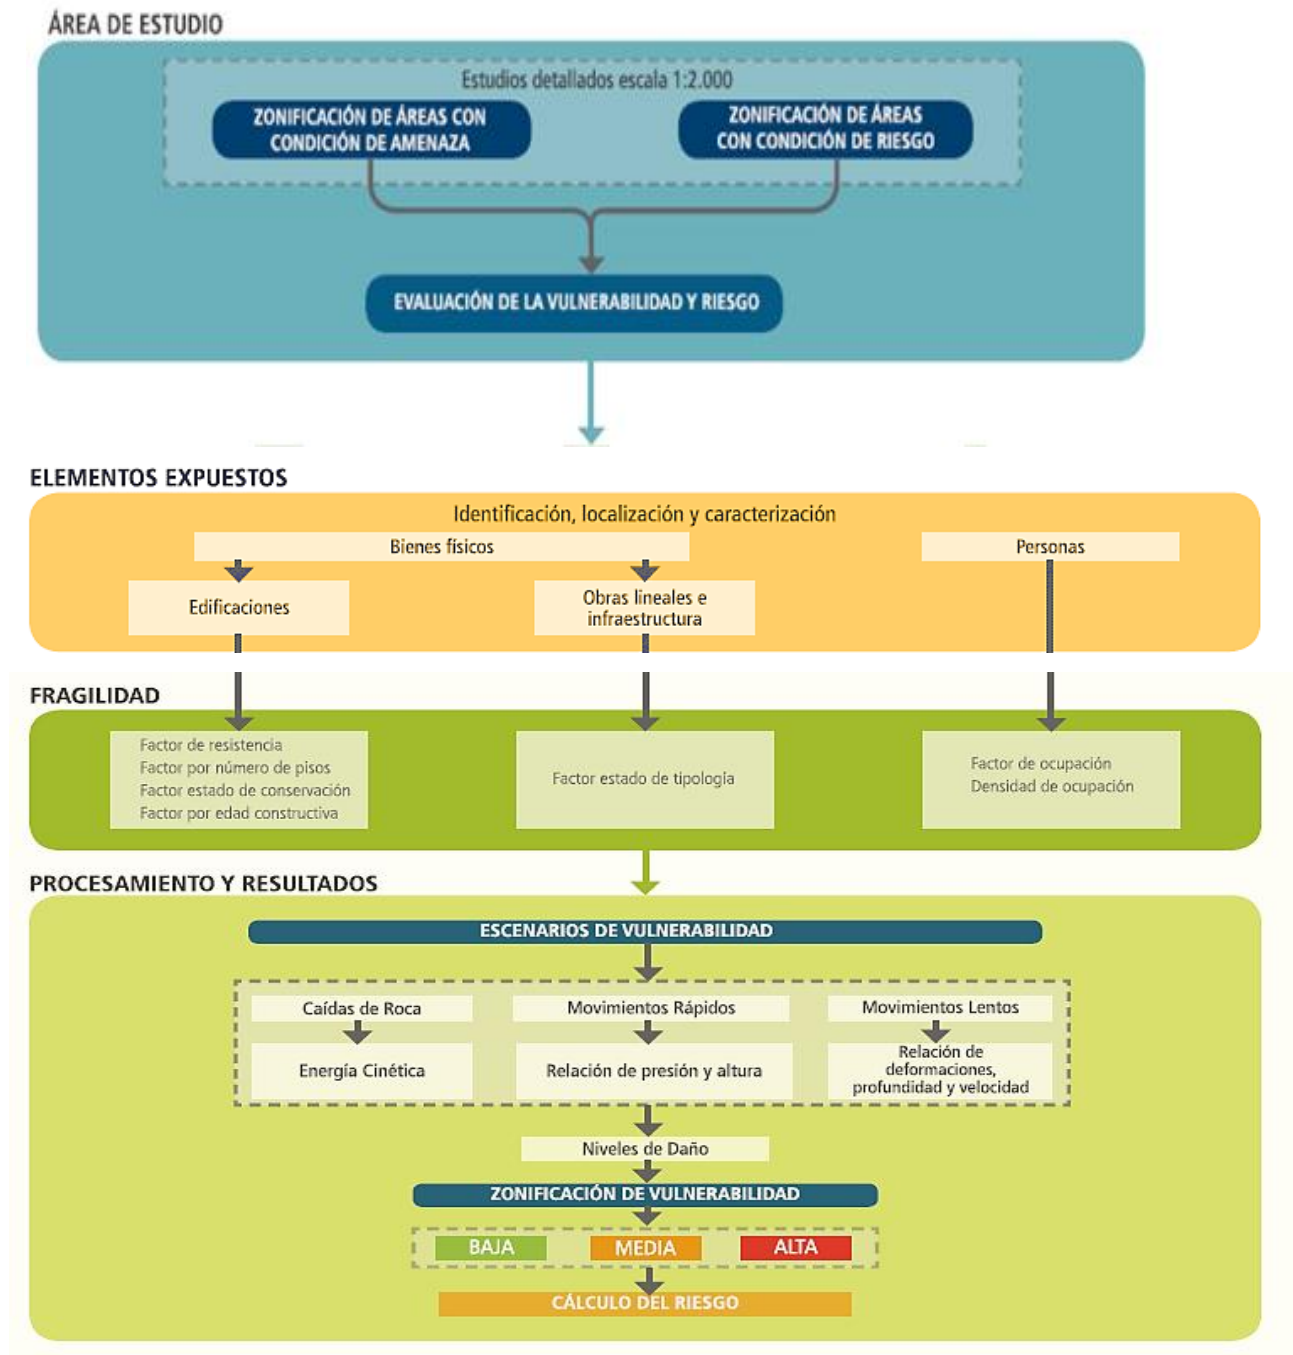 ÁREA DE ESTUDIO
Estudios detallados escala 1:2.000
ZONIFICACIÓN DE ÁREAS CON
CONDICIÓN DE AMENAZA
ZONIFICACIÓN DE ÁREAS
CON CONDICIÓN DE RIESGO
EVALUACIÓN DE LA VULNERABILIDAD Y RIESGO
ELEMENTOS EXPUESTOS
Identificación, localización y caracterización
Bienes físicos
Personas
Edificaciones
Obras lineales e
infraestructura
FRAGILIDAD
Factor de resistencia
Factor por número de pisos
Factor estado de conservación
Factor por edad constructiva
Factor estado de tipología
Factor de ocupación
Densidad de ocupación
PROCESAMIENTO Y RESULTADOS
ESCENARIOS DE VULNERABILIDAD
Caídas de Roca
Movimientos Rápidos
Movimientos Lentos
Energía Cinética
Relación de presión y altura
Relación de
deformaciones,
profundidad y velocidad
Niveles de Daño
ZONIFICACIÓN DE VULNERABILIDAD
BAJA
MEDIA
ALTA
CÁLCULO DEL RIESGO